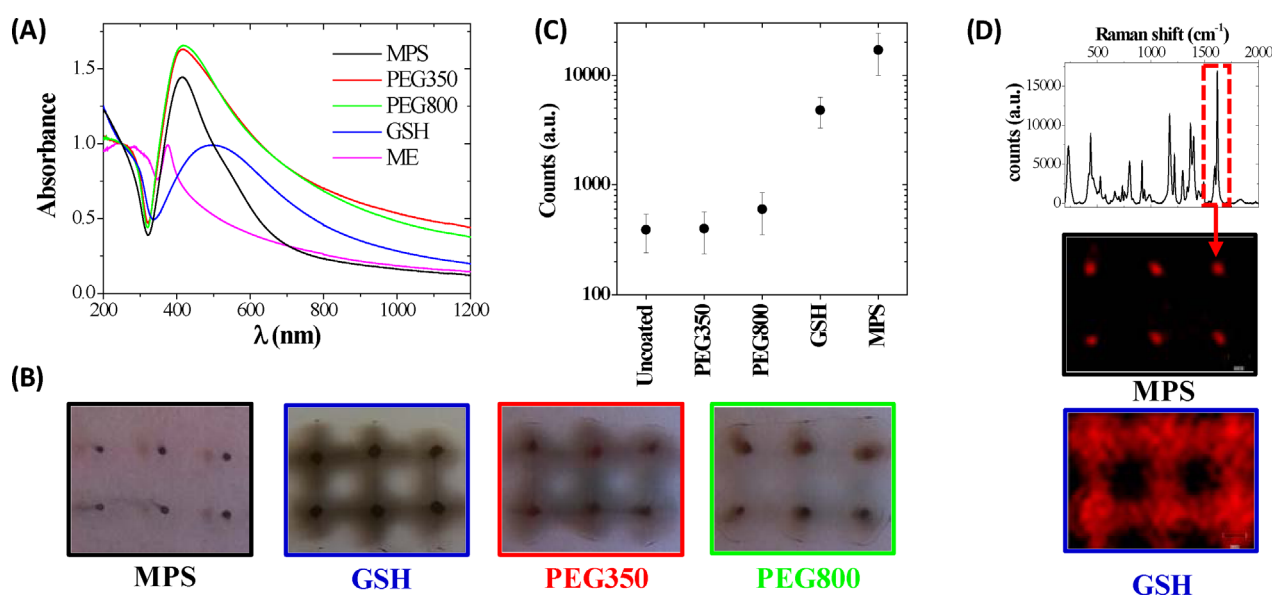 (A)
Absorbance
2.0
1.5
1.0
0.5
0.0
200
400
600
800
1000
1200
λ (nm)
MPS
PEG350
PEG800
GSH
ME
(C)
Counts (a.u.)
10000
1000
100
Uncoated
PEG350
PEG800
GSH
MPS
(D)
Raman shift (cm⁻¹)
500
1000
1500
2000
counts (a.u.)
15000
10000
5000
0
MPS
GSH
(B)
MPS
GSH
PEG350
PEG800